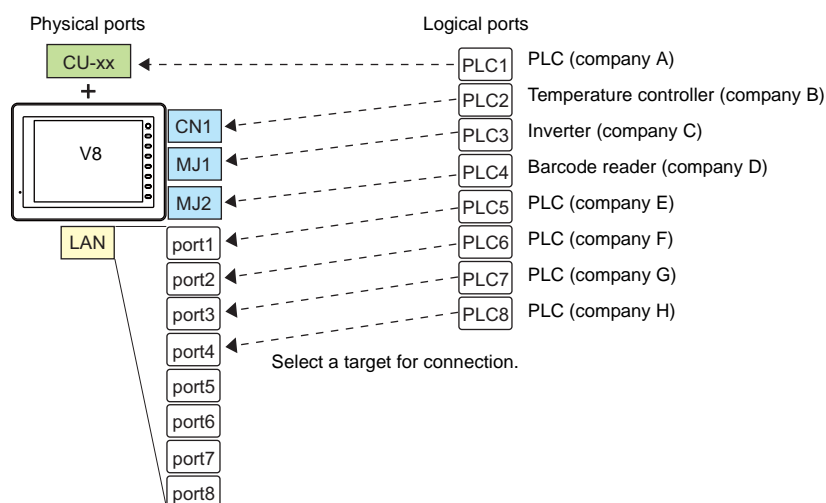 Physical ports Logical ports
CU-xx PLC1 PLC (company A)
+
PLC2 Temperature controller (company B)
CN1 PLC3 Inverter (company C)
V8 MJ1 PLC4 Barcode reader (company D)
MJ2 PLC5 PLC (company E)
LAN port1 PLC6 PLC (company F)
port2 PLC7 PLC (company G)
port3 PLC8 PLC (company H)
port4 Select a target for connection.
port5
port6
port7
port8